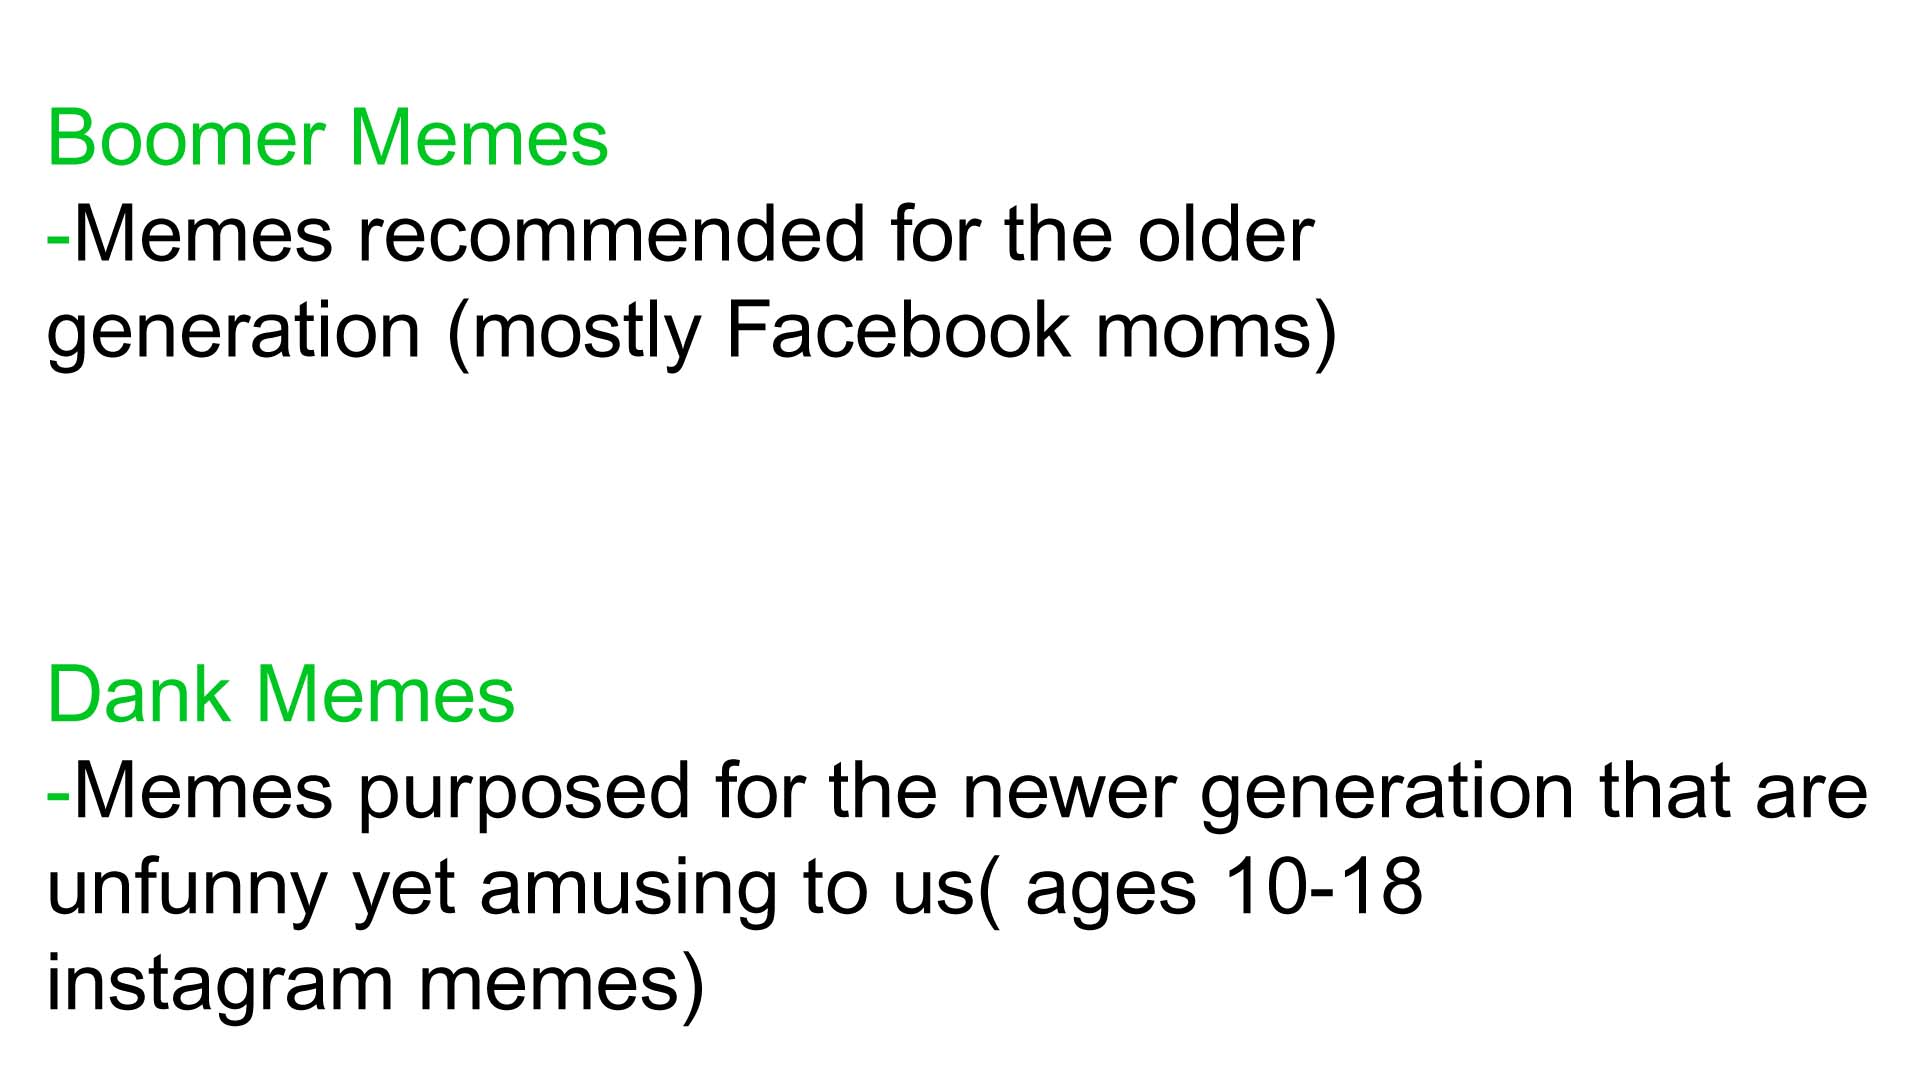 Boomer Memes
-Memes recommended for the older
generation (mostly Facebook moms)
Dank Memes
-Memes purposed for the newer generation that are
unfunny yet amusing to us( ages 10-18
instagram memes)